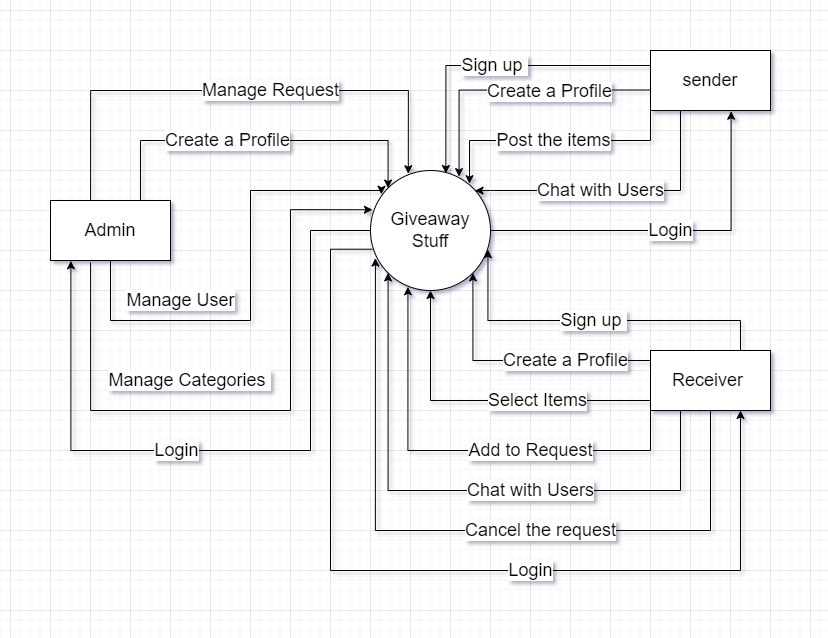 Sign up
sender
Manage Request
Create a Profile
Create a Profile
Post the items
Chat with Users
Admin
Giveaway
Stuff
Login
Manage User
Sign up
Create a Profile
Manage Categories
Receiver
Select Items
Login
Add to Request
Chat with Users
Cancel the request
Login